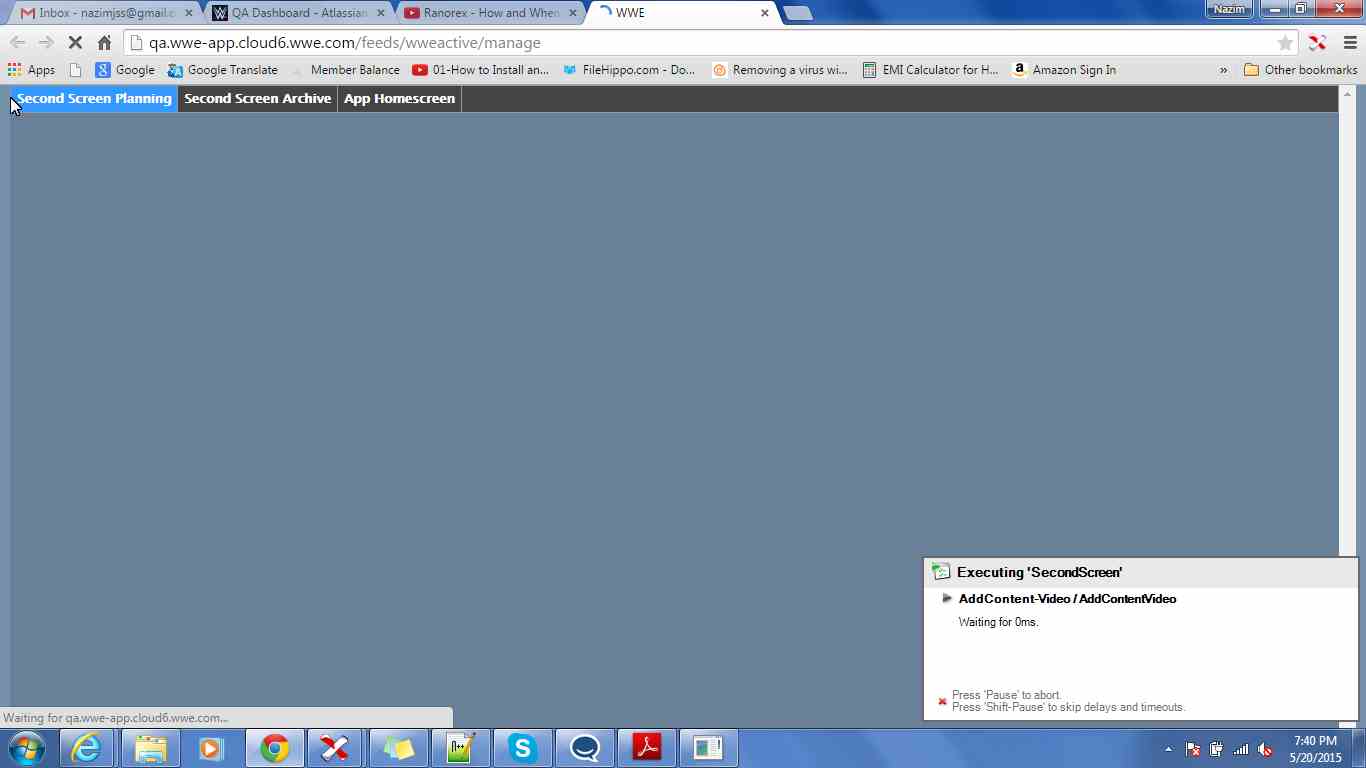 Inbox - nazimjss@gmail.c
QA Dashboard - Atlassian
Ranorex - How and When
WWE
Nazim
qa.wwe-app.cloud6.wwe.com/feeds/wweactive/manage
Apps Google Google Translate Member Balance 01-How to Install an... FileHippo.com - Do... Removing a virus wi... EMI Calculator for H... Amazon Sign In » Other bookmarks
Second Screen Planning Second Screen Archive App Homescreen
Executing 'SecondScreen'
AddContent-Video / AddContentVideo
Waiting for 0ms.
Press 'Pause' to abort.
Press 'Shift-Pause' to skip delays and timeouts.
Waiting for qa.wwe-app.cloud6.wwe.com...
7:40 PM
5/20/2015